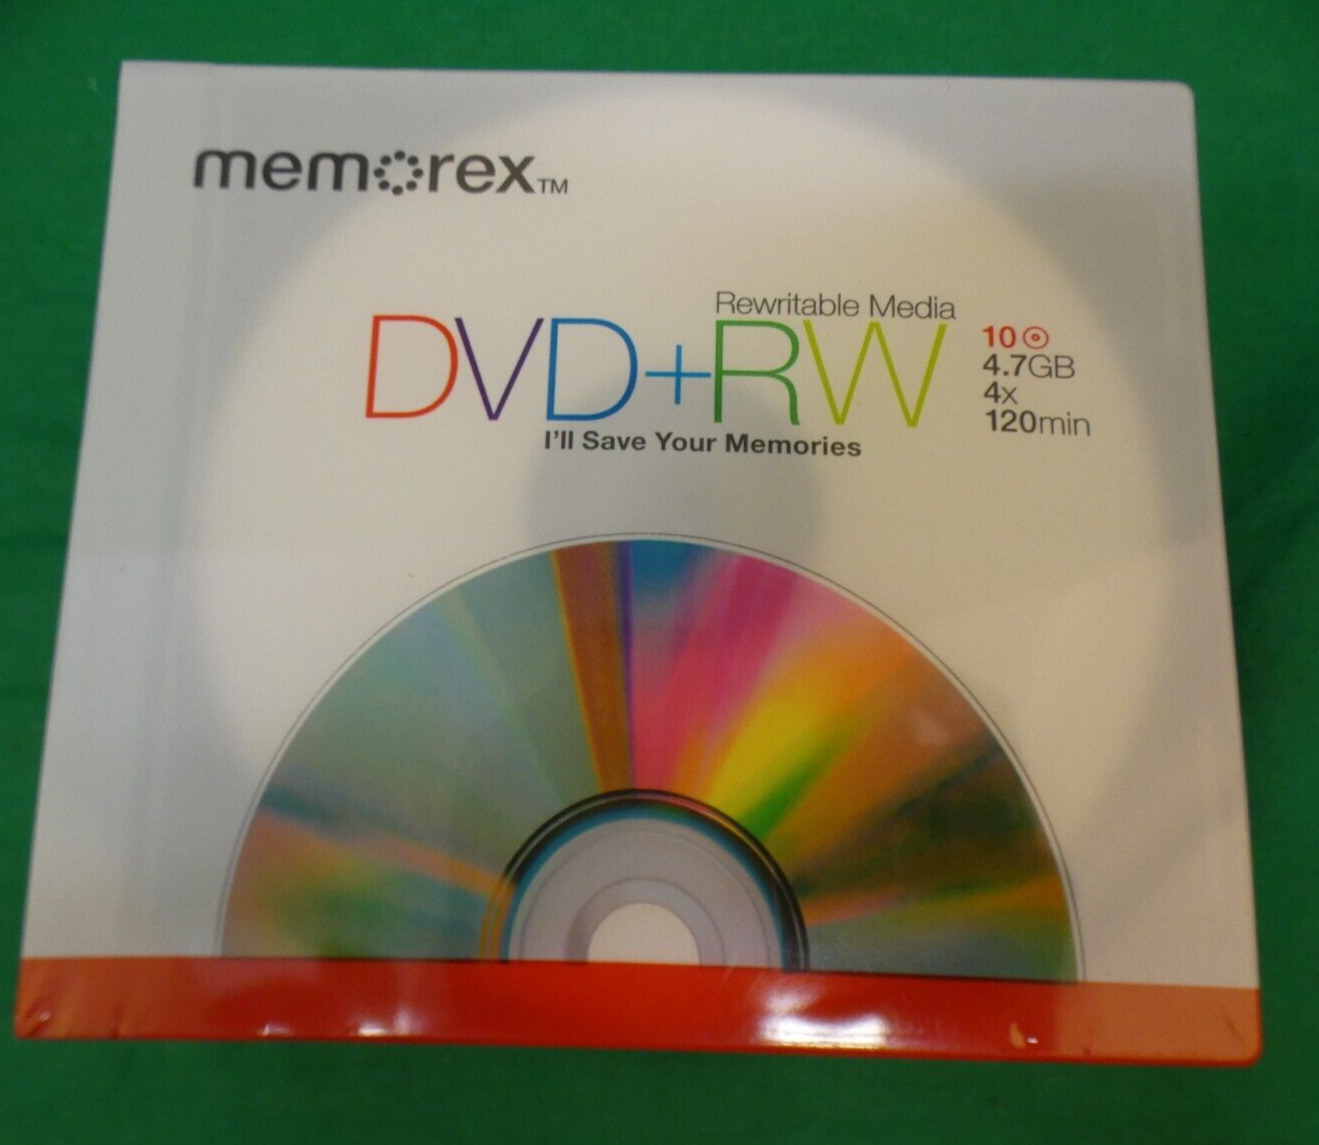 memorex™
Rewritable Media
DVD+RW
I'll Save Your Memories
10
4.7GB
4x
120min